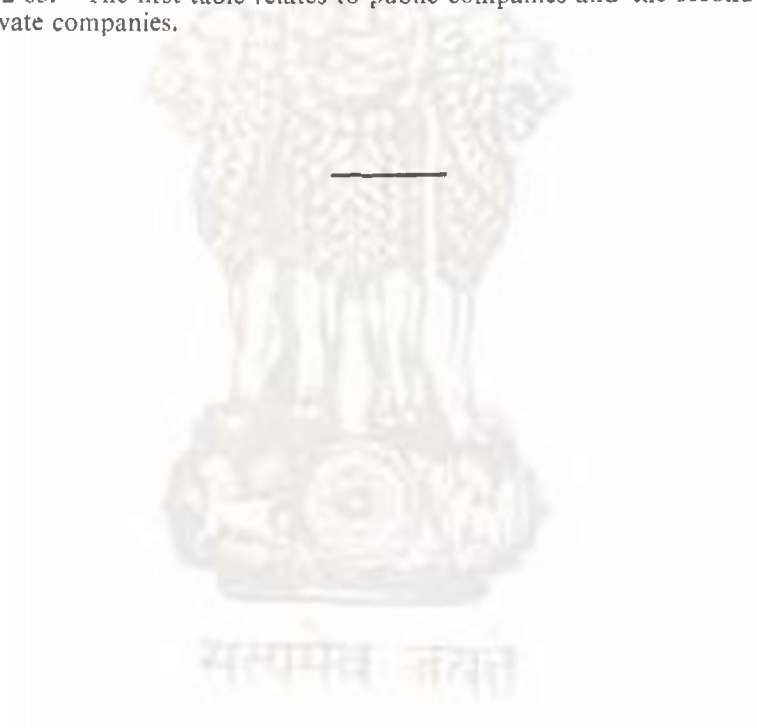 The first table relates to public companies and the second
vate companies.
सत्यमेव जयते